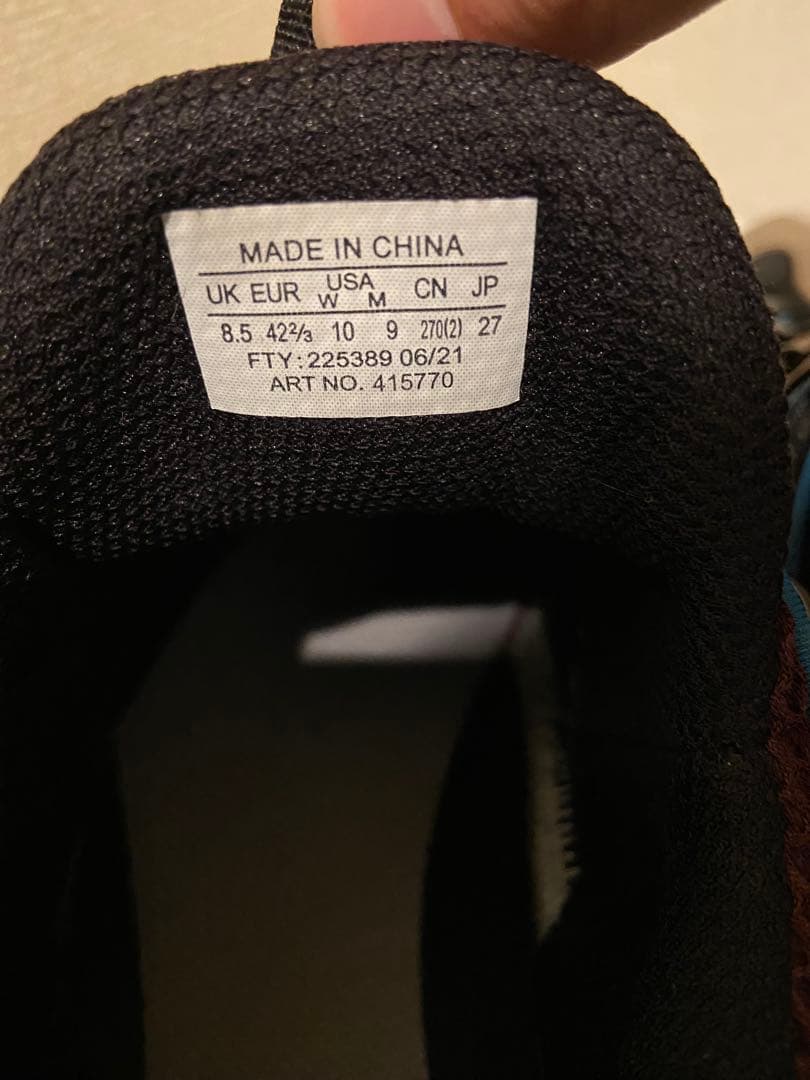 MADE IN CHINA
UK EUR USA W M CN JP
8.5 42⅔ 10 9 270(2) 27
FTY: 225389 06/21
ART NO. 415770